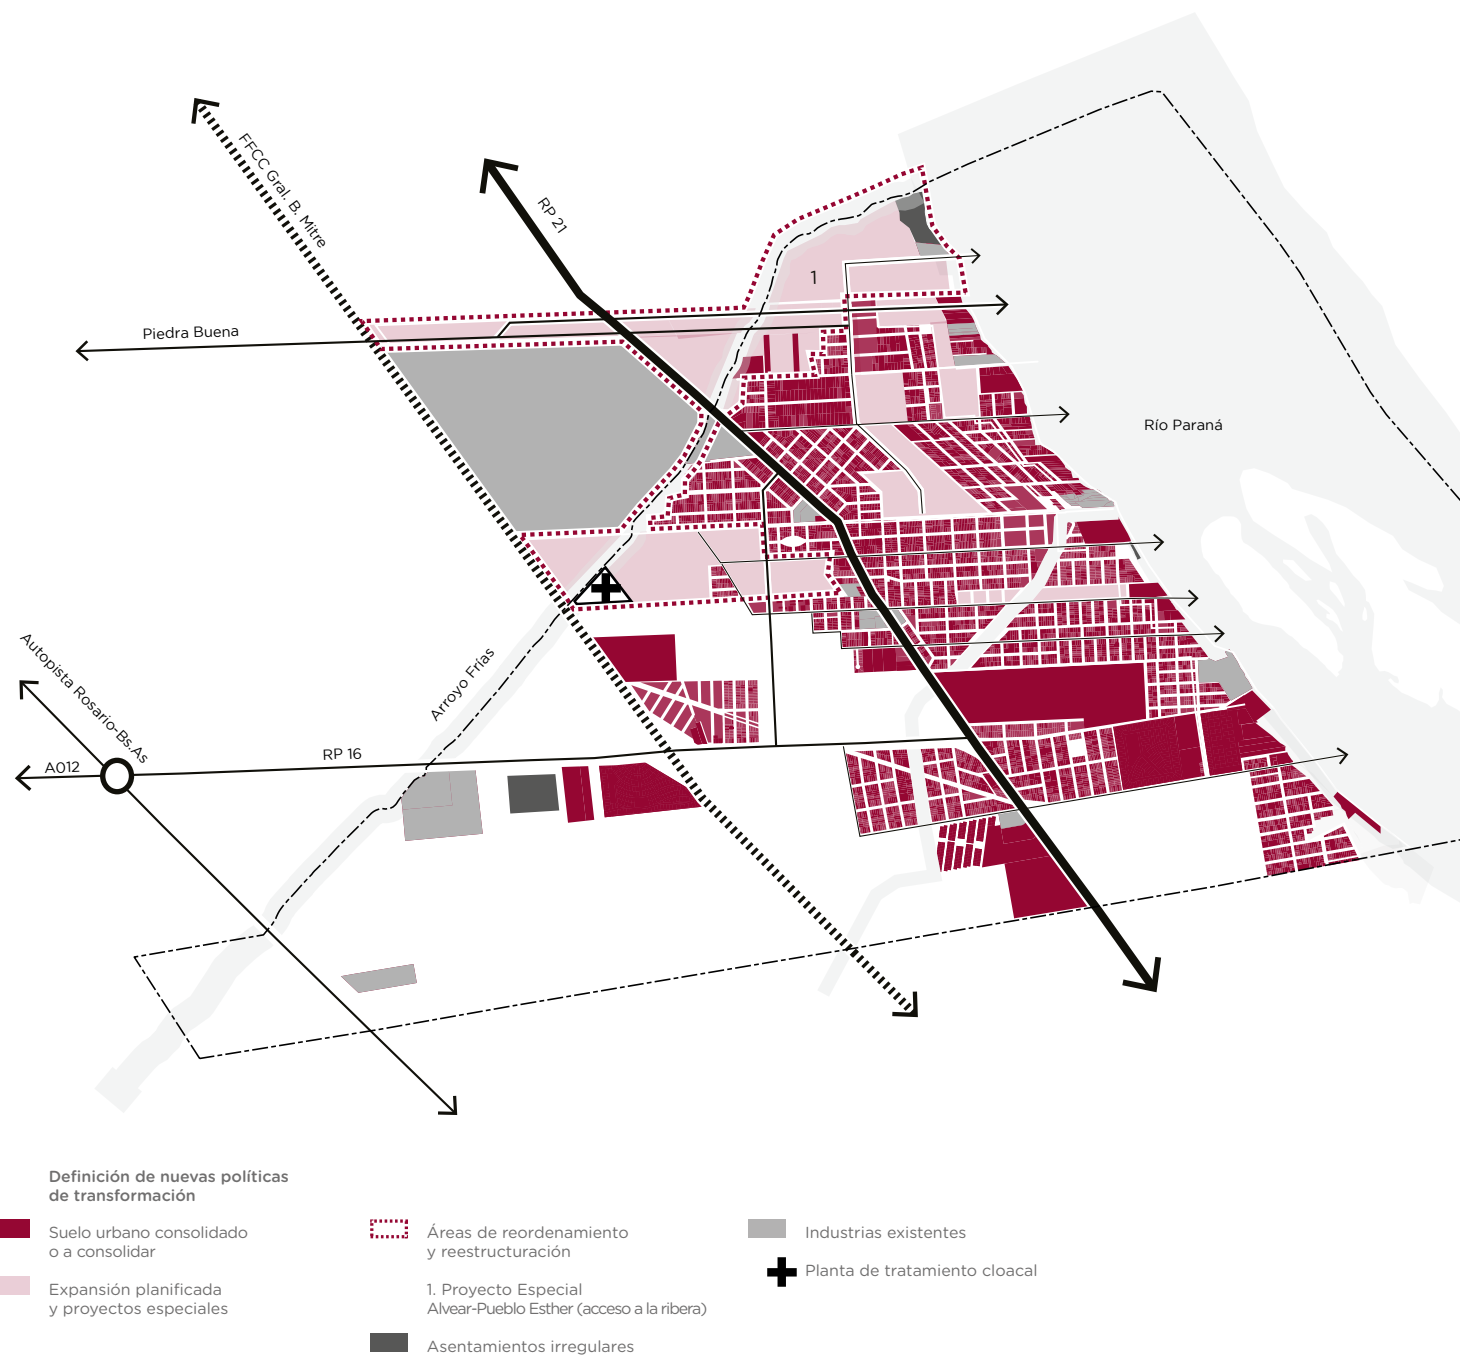 FFCC Gral. B. Mitre
RP 21
1
Piedra Buena
Río Paraná
Autopista Rosario-Bs.As
Arroyo Frías
RP 16
A012
Definición de nuevas políticas
de transformación
Suelo urbano consolidado
o a consolidar
Expansión planificada
y proyectos especiales
Áreas de reordenamiento
y reestructuración
1. Proyecto Especial
Alvear-Pueblo Esther (acceso a la ribera)
Asentamientos irregulares
Industrias existentes
Planta de tratamiento cloacal